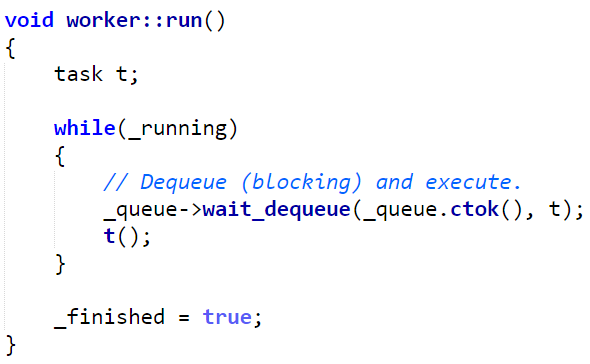 void worker::run()
{
    task t;

    while(_running)
    {
        // Dequeue (blocking) and execute.
        _queue->wait_dequeue(_queue.ctok(), t);
        t();
    }

    _finished = true;
}